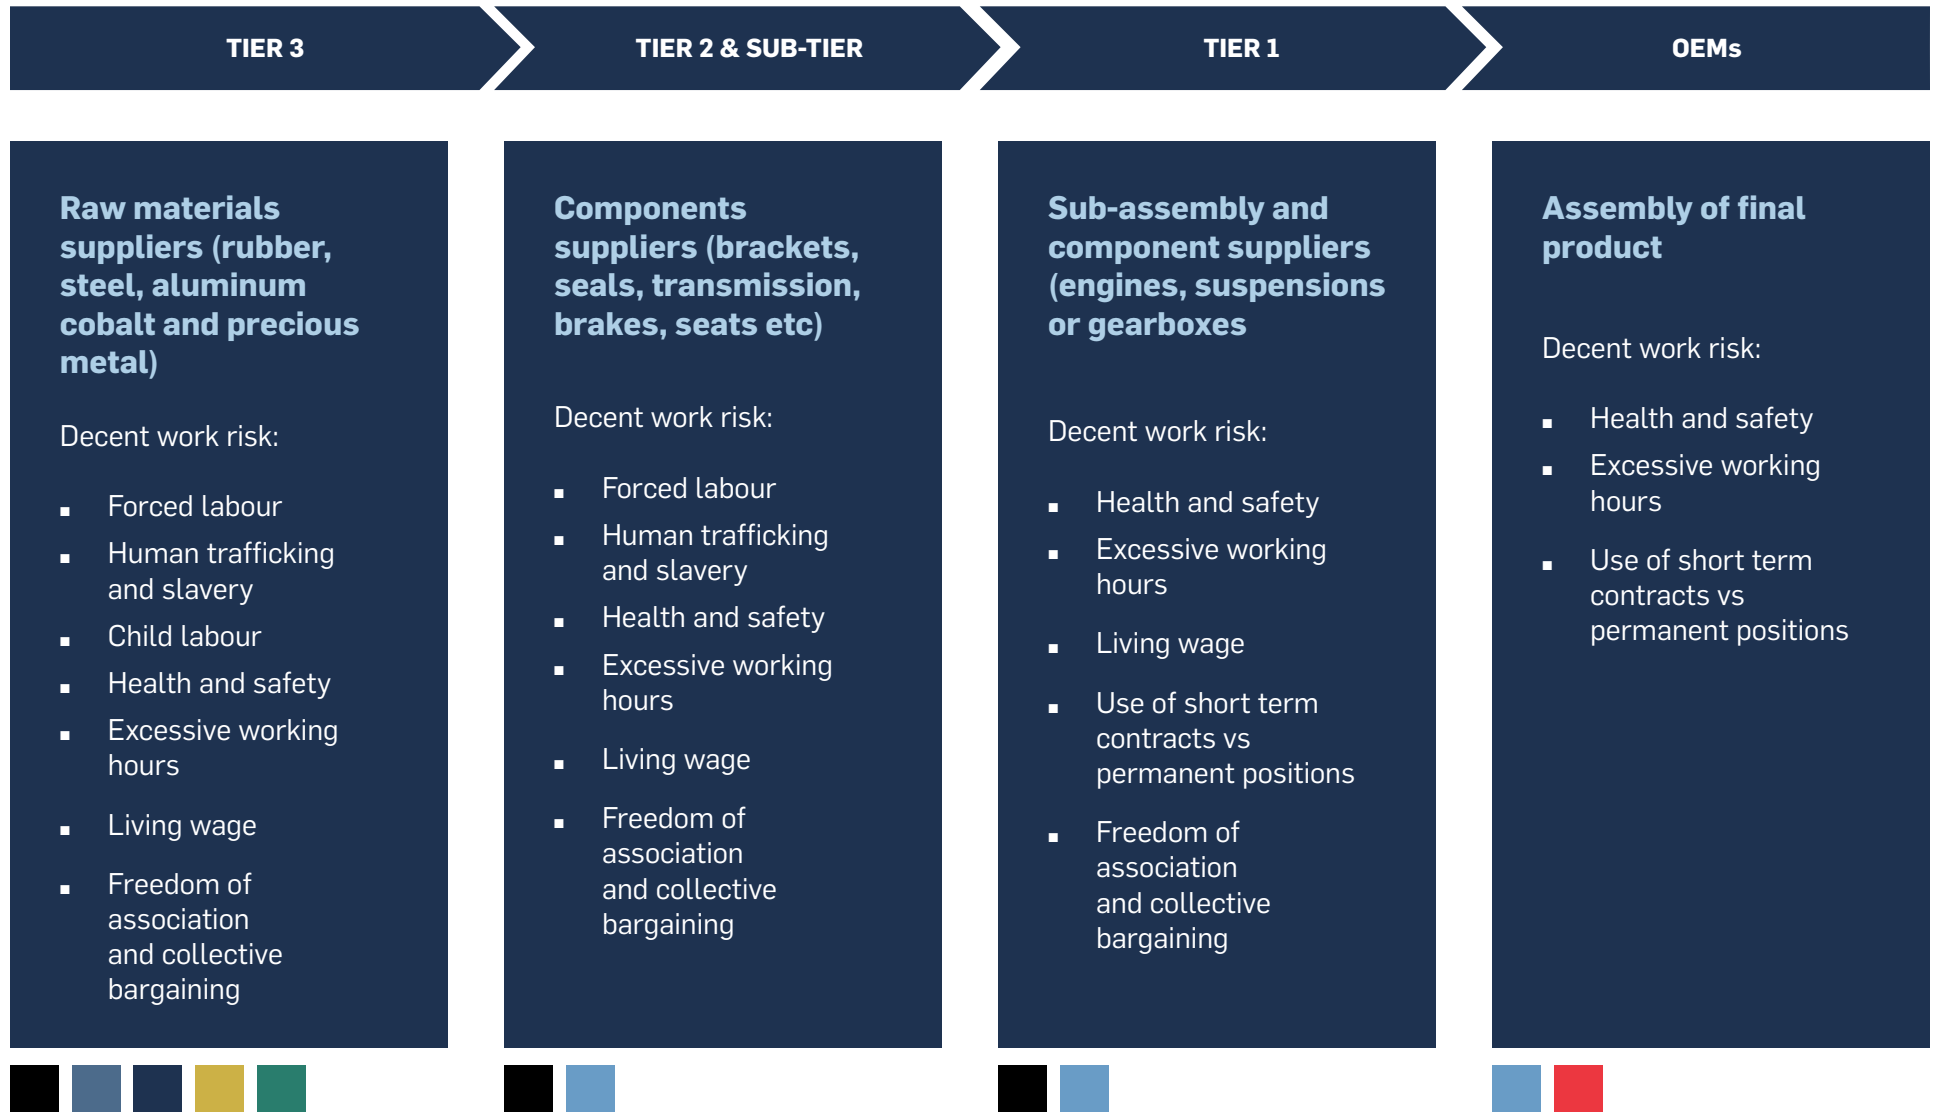 TIER 3
TIER 2 & SUB-TIER
TIER 1
OEMs
Raw materials
suppliers (rubber,
steel, aluminum
cobalt and precious
metal)
Decent work risk:
Forced labour
Human trafficking
and slavery
Child labour
Health and safety
Excessive working
hours
Living wage
Freedom of
association
and collective
bargaining
Components
suppliers (brackets,
seals, transmission,
brakes, seats etc)
Decent work risk:
Forced labour
Human trafficking
and slavery
Health and safety
Excessive working
hours
Living wage
Freedom of
association
and collective
bargaining
Sub-assembly and
component suppliers
(engines, suspensions
or gearboxes
Decent work risk:
Health and safety
Excessive working
hours
Living wage
Use of short term
contracts vs
permanent positions
Freedom of
association
and collective
bargaining
Assembly of final
product
Decent work risk:
Health and safety
Excessive working
hours
Use of short term
contracts vs
permanent positions